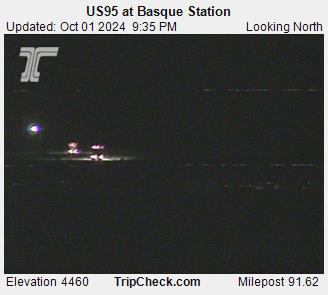 US95 at Basque Station
Updated: Oct 01 2024 9:35 PM Looking North
Elevation 4460 TripCheck.com Milepost 91.62